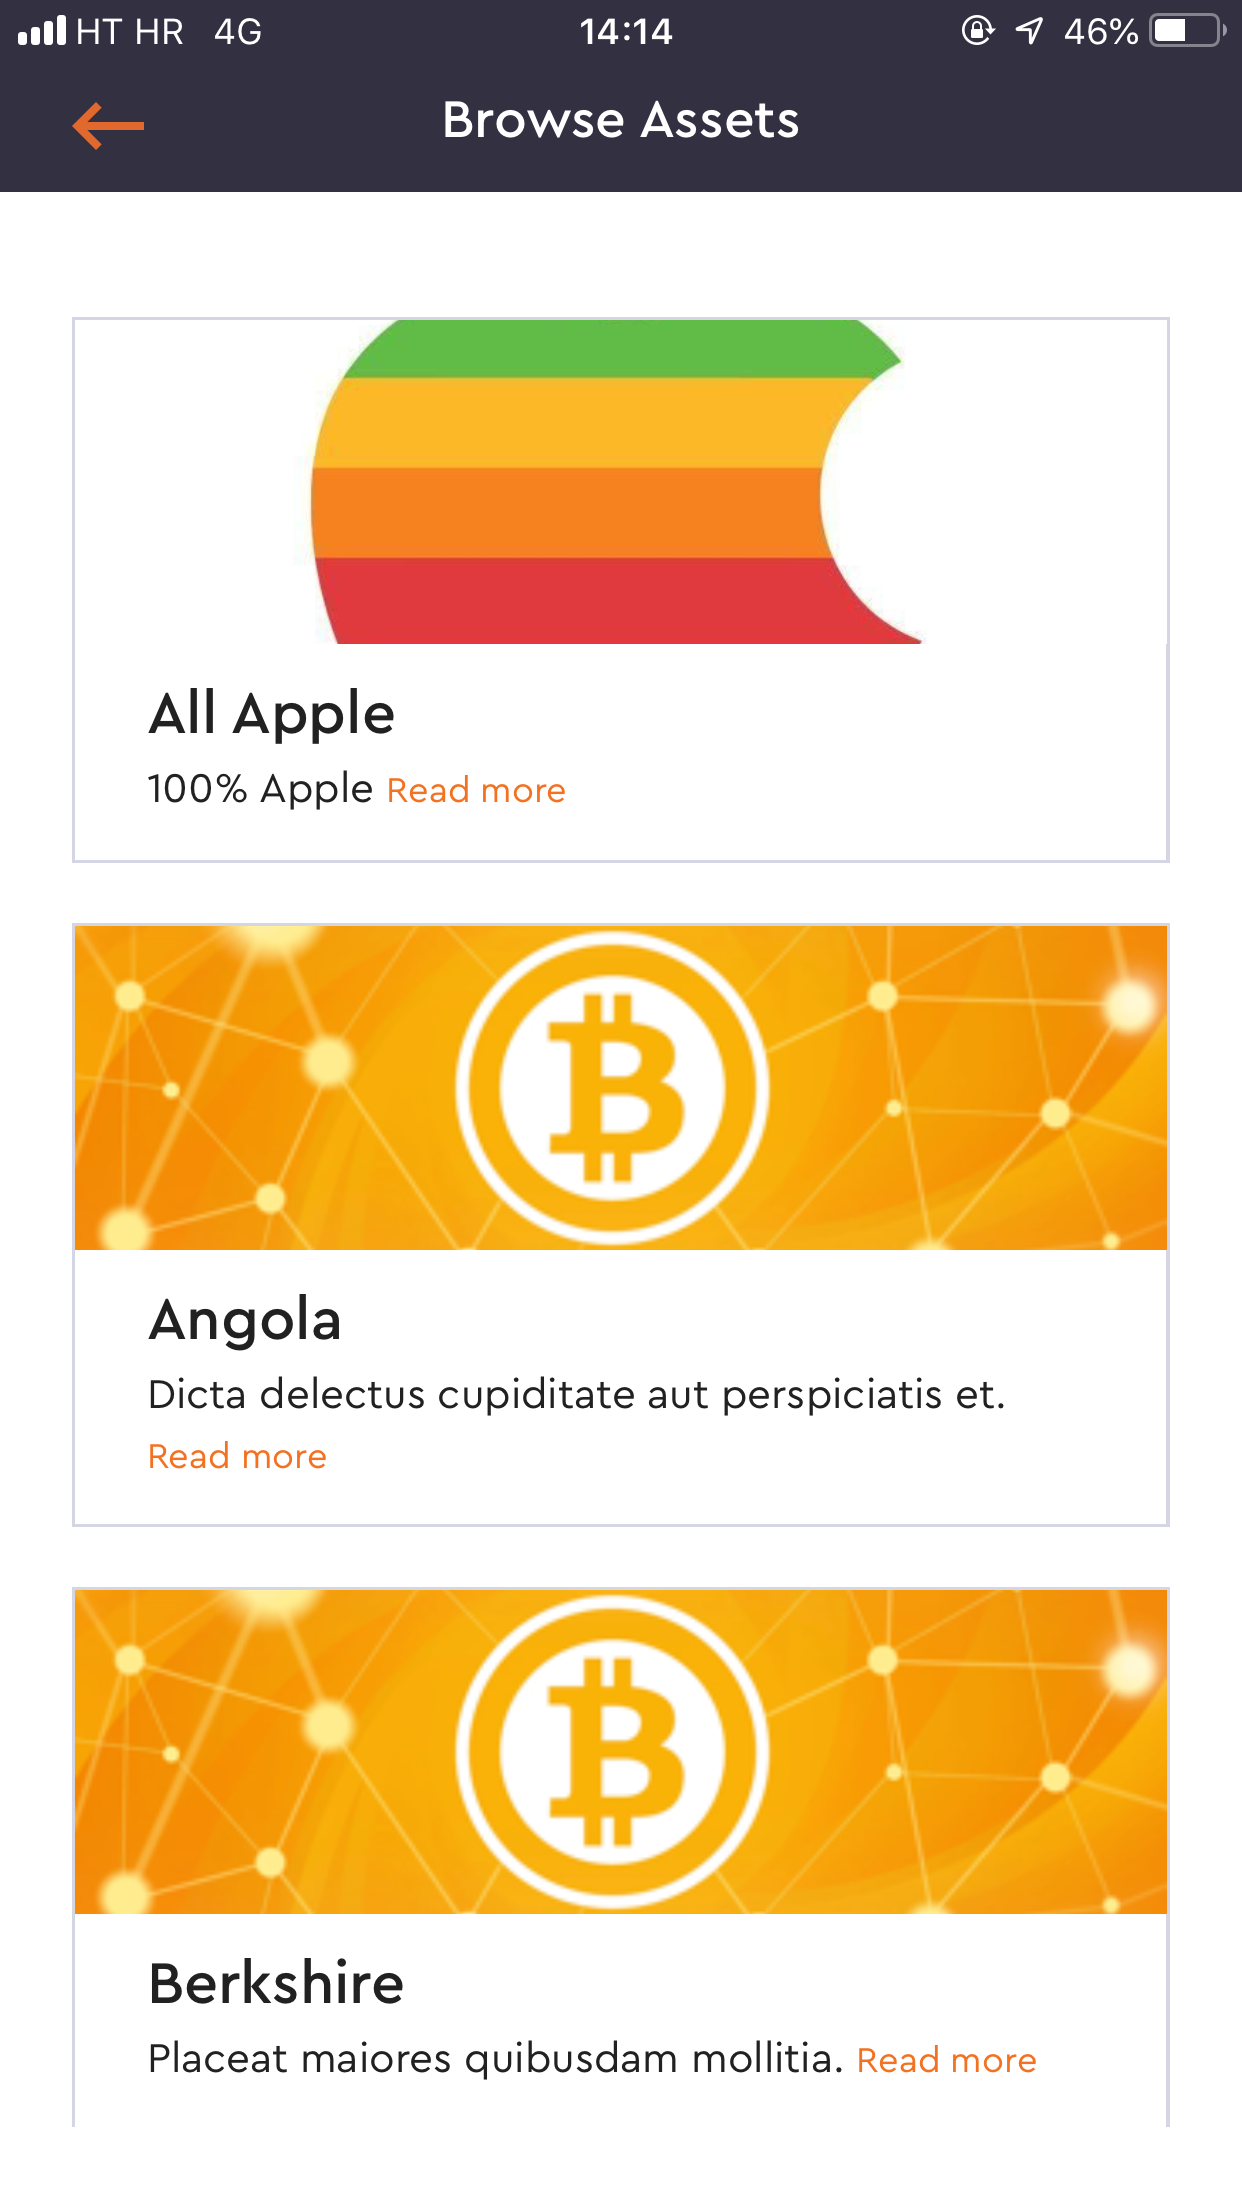 HT HR 4G 14:14 46%
Browse Assets
All Apple
100% Apple Read more
Angola
Dicta delectus cupiditate aut perspiciatis et.
Read more
Berkshire
Placeat maiores quibusdam mollitia. Read more